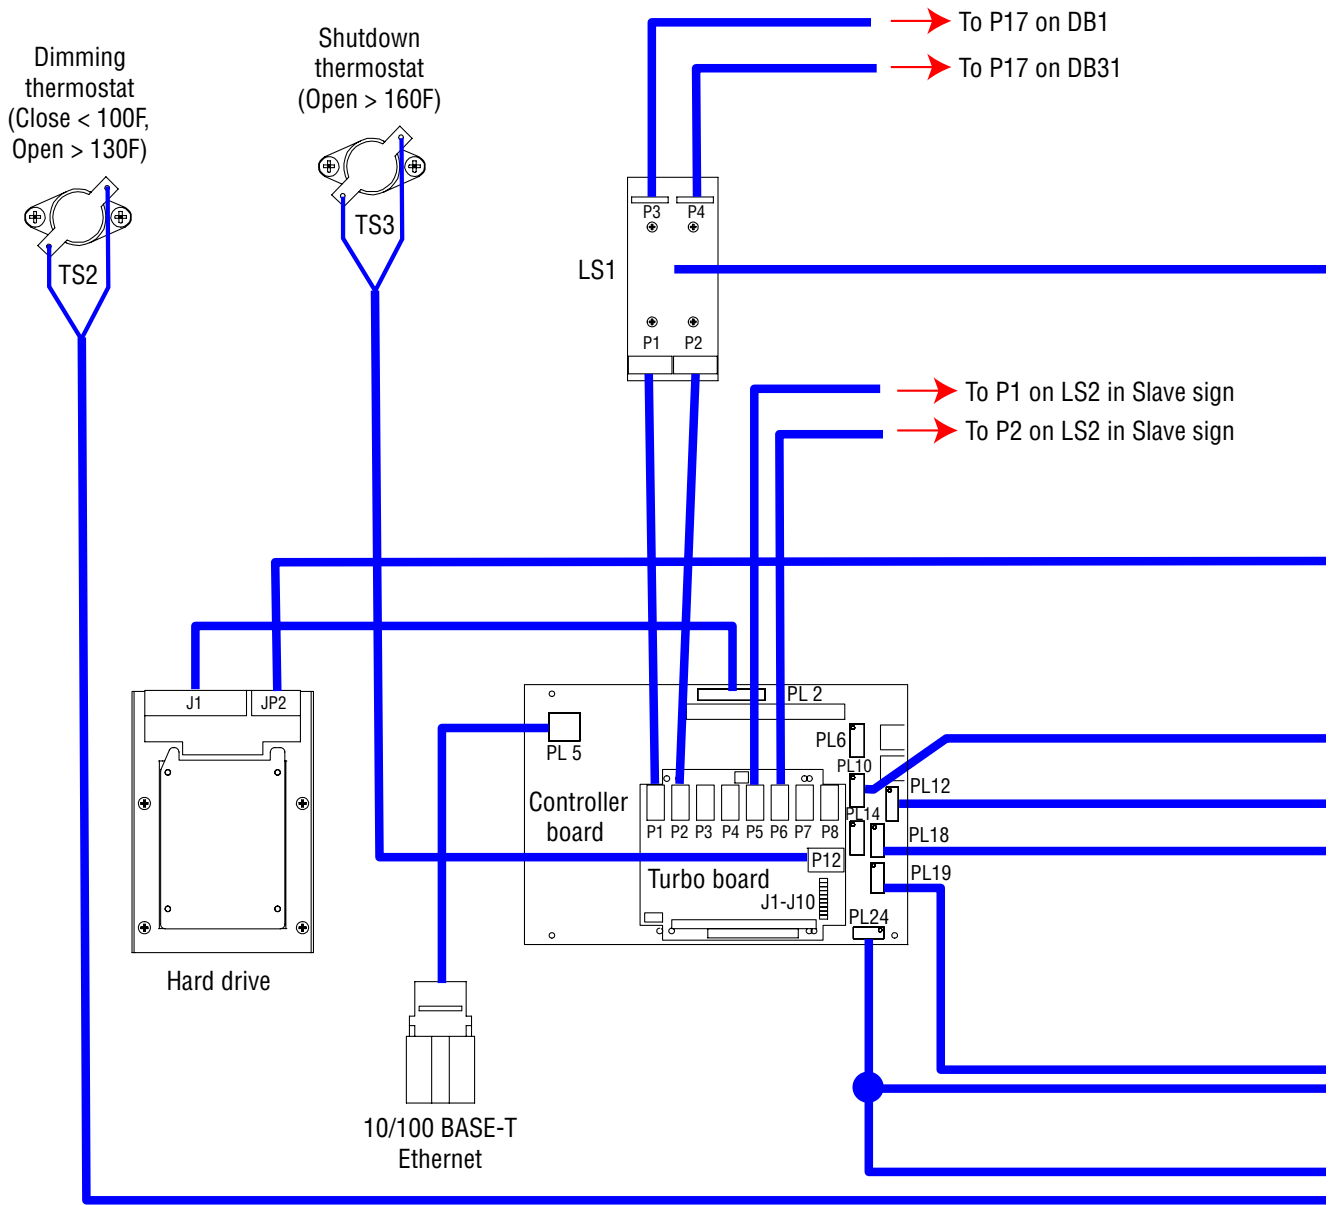 To P17 on DB1
To P17 on DB31
Shutdown
thermostat
(Open > 160F)
Dimming
thermostat
(Close < 100F,
Open > 130F)
TS3
TS2
P3 P4
LS1
P1 P2
To P1 on LS2 in Slave sign
To P2 on LS2 in Slave sign
J1 JP2
Hard drive
PL 2
PL 5
PL6
PL10
PL12
PL14
PL18
PL19
Controller
board
P1 P2 P3 P4 P5 P6 P7 P8
P12
Turbo board
J1-J10
PL24
10/100 BASE-T
Ethernet